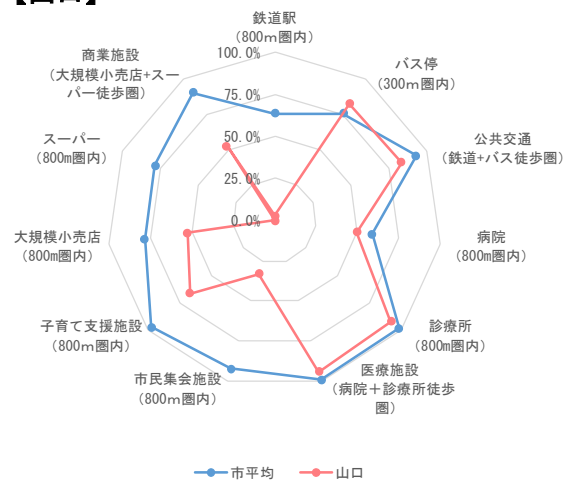 鉄道駅
(800ｍ圏内)
バス停
(300ｍ圏内)
公共交通
(鉄道+バス徒歩圏)
病院
(800m圏内)
診療所
(800m圏内)
医療施設
(病院＋診療所徒歩
圏)
市民集会施設
(800ｍ圏内)
子育て支援施設
(800ｍ圏内)
大規模小売店
(800m圏内)
スーパー
(800m圏内)
商業施設
(大規模小売店+スー
パー徒歩圏)
100.0%
75.0%
50.0%
25.0%
0.0%
市平均
山口